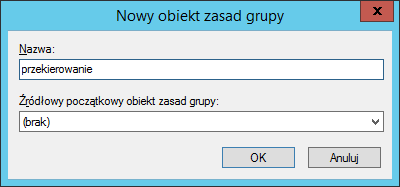 Nowy obiekt zasad grupy
x
Nazwa:
przekierowanie
Źródłowy początkowy obiekt zasad grupy:
(brak)
OK
Anuluj